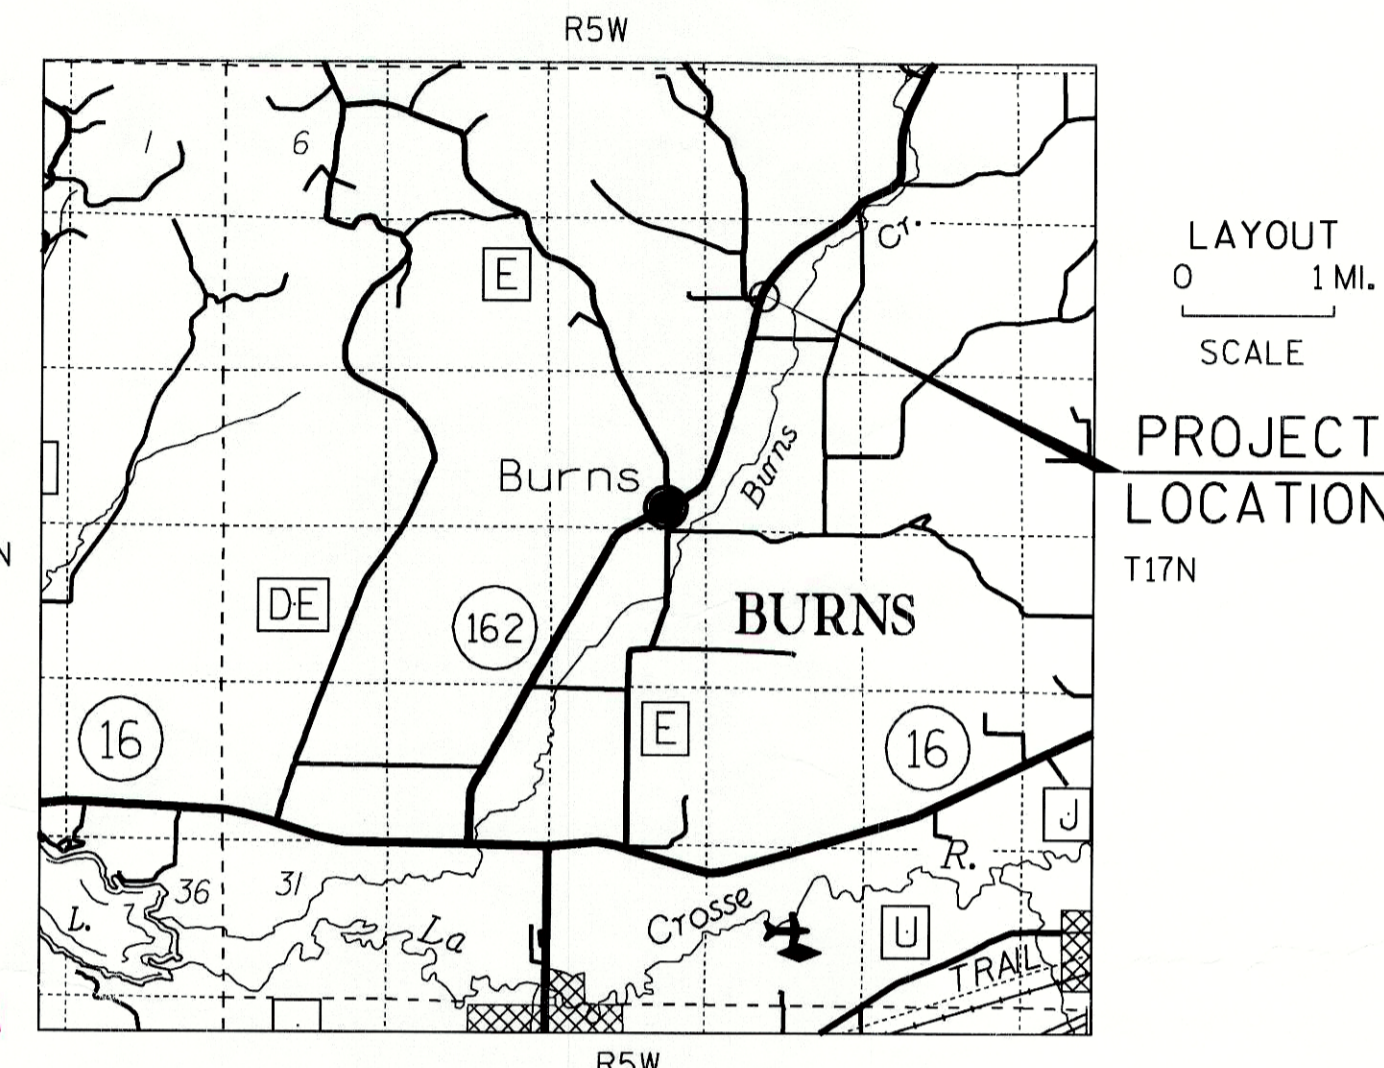 R5W
1
6
Cr.
LAYOUT
0 1 MI.
SCALE
E
PROJECT
LOCATION
T17N
Burns
Burns
N
DE
162
BURNS
16
E
16
J
R.
36
31
L.
La
Crosse
U
TRAIL
R5W